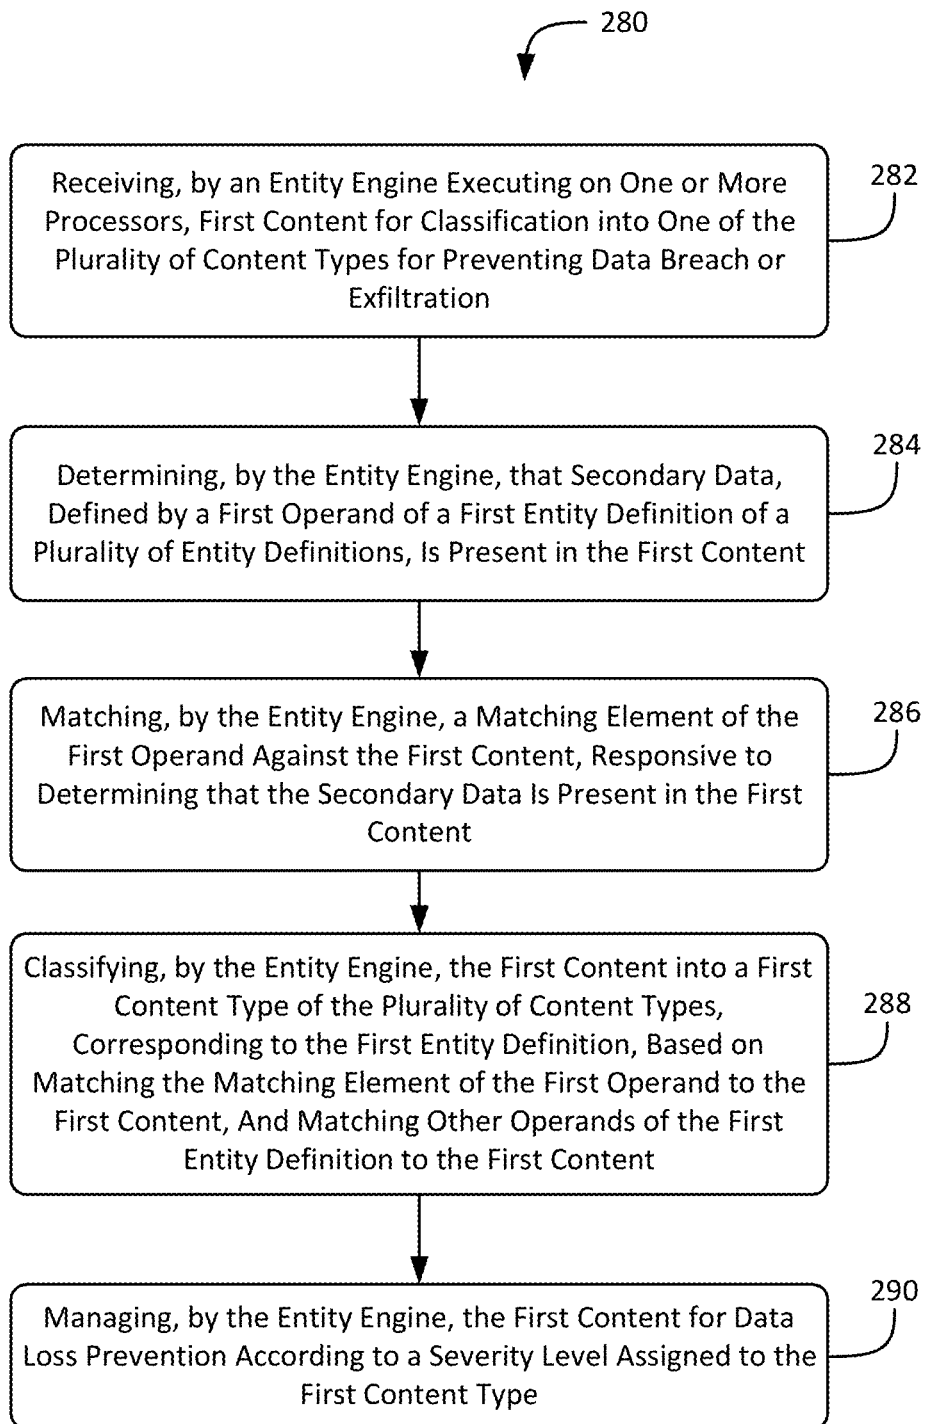 280
Receiving, by an Entity Engine Executing on One or More
Processors, First Content for Classification into One of the
Plurality of Content Types for Preventing Data Breach or
Exfiltration
282
Determining, by the Entity Engine, that Secondary Data,
Defined by a First Operand of a First Entity Definition of a
Plurality of Entity Definitions, Is Present in the First Content
284
Matching, by the Entity Engine, a Matching Element of the
First Operand Against the First Content, Responsive to
Determining that the Secondary Data Is Present in the First
Content
286
Classifying, by the Entity Engine, the First Content into a First
Content Type of the Plurality of Content Types,
Corresponding to the First Entity Definition, Based on
Matching the Matching Element of the First Operand to the
First Content, And Matching Other Operands of the First
Entity Definition to the First Content
288
Managing, by the Entity Engine, the First Content for Data
Loss Prevention According to a Severity Level Assigned to the
First Content Type
290